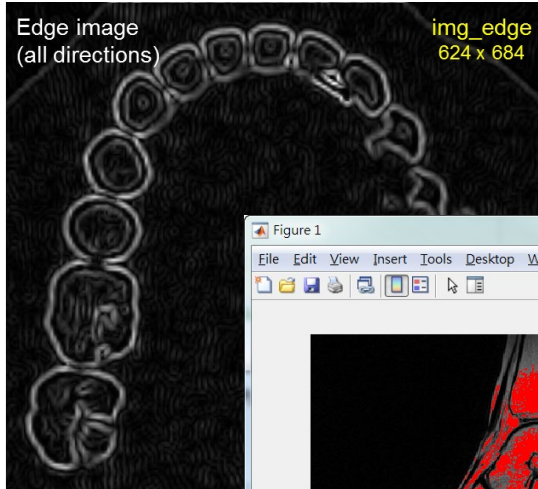 Edge image
(all directions)
img_edge
624 x 684
Figure 1
File Edit View Insert Tools Desktop